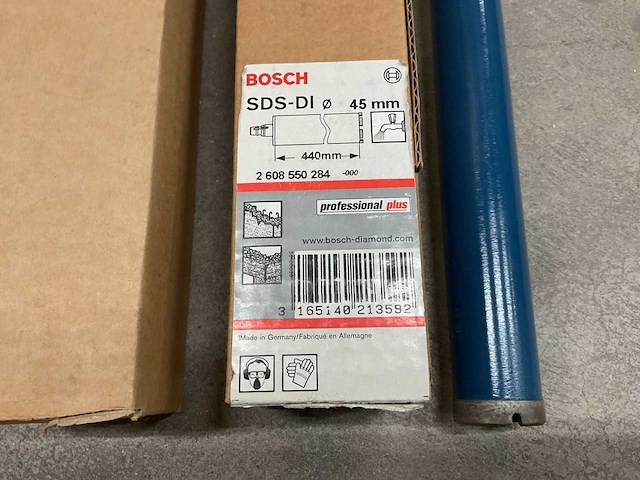 BOSCH
SDS-DI ø 45 mm
440mm
2 608 550 284 -000
professional plus
www.bosch-diamond.com
3 165140 213592
Made in Germany/Fabriqué en Allemagne